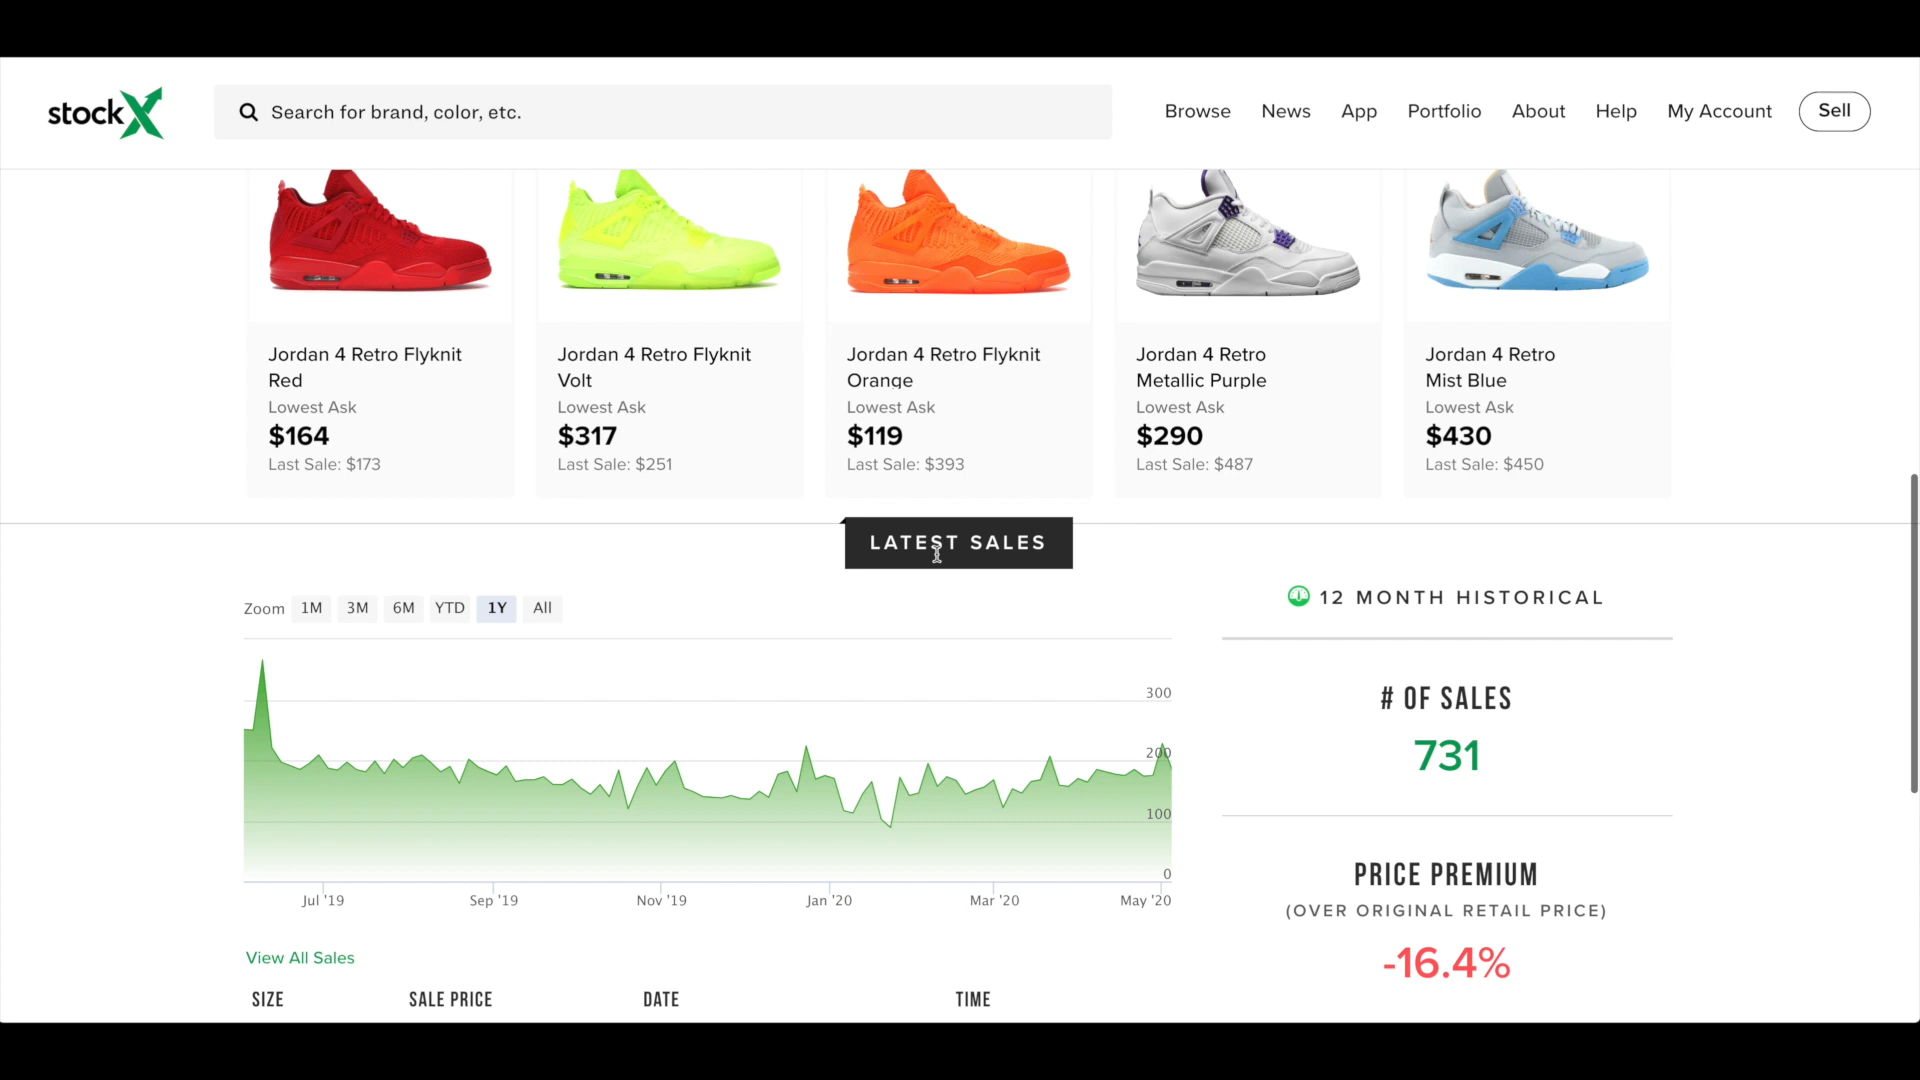 stockX
Search for brand, color, etc.
Browse News App Portfolio About Help My Account Sell
Jordan 4 Retro Flyknit
Red
Lowest Ask
$164
Last Sale: $173
Jordan 4 Retro Flyknit
Volt
Lowest Ask
$317
Last Sale: $251
Jordan 4 Retro Flyknit
Orange
Lowest Ask
$119
Last Sale: $393
Jordan 4 Retro
Metallic Purple
Lowest Ask
$290
Last Sale: $487
Jordan 4 Retro
Mist Blue
Lowest Ask
$430
Last Sale: $450
LATEST SALES
Zoom 1M 3M 6M YTD 1Y All
300
200
100
0
Jul '19 Sep '19 Nov '19 Jan '20 Mar '20 May '20
12 MONTH HISTORICAL
# OF SALES
731
PRICE PREMIUM
(OVER ORIGINAL RETAIL PRICE)
-16.4%
View All Sales
SIZE SALE PRICE DATE TIME